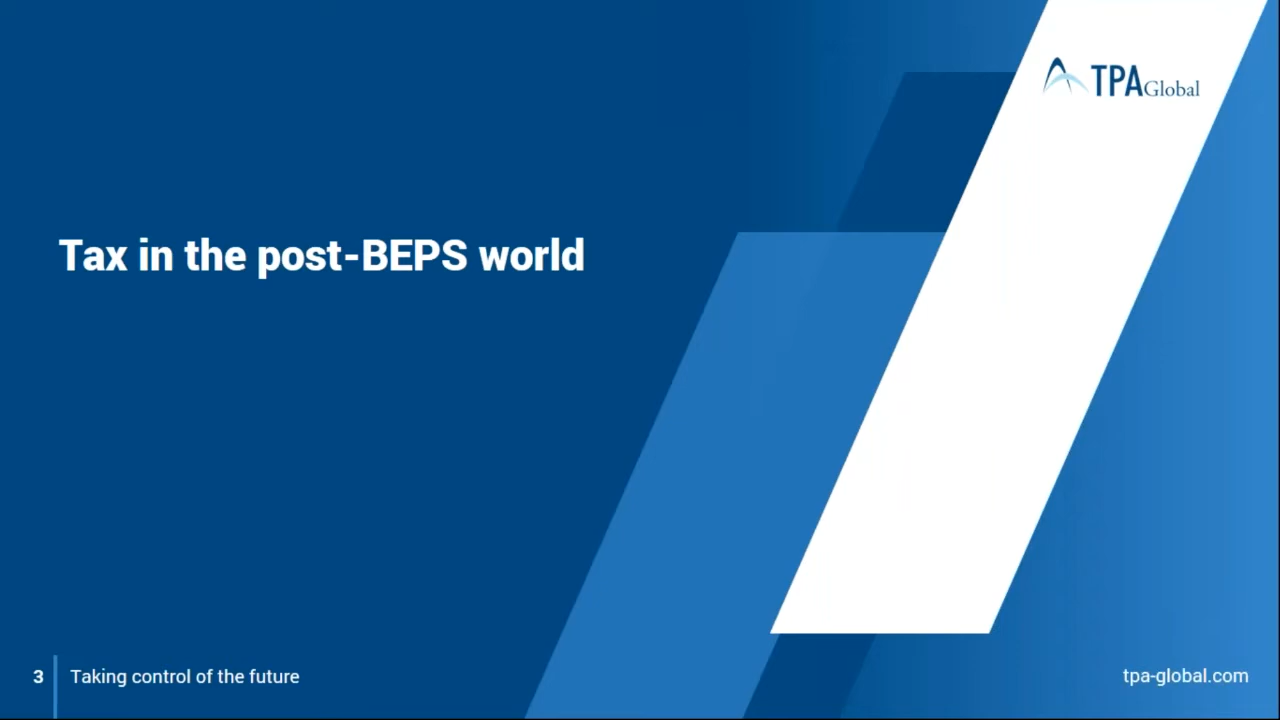 TPA Global
Tax in the post-BEPS world
3 Taking control of the future
tpa-global.com